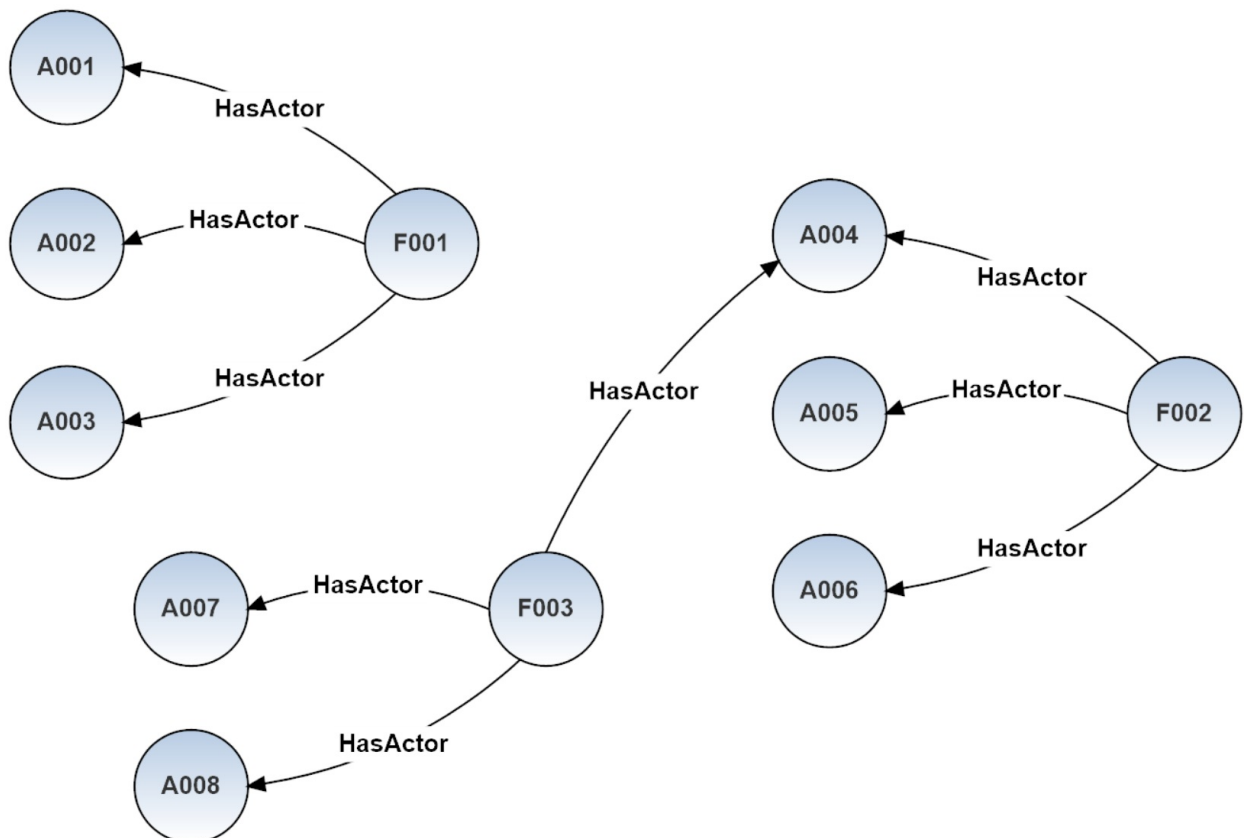 A001
HasActor
A002
HasActor
F001
A003
HasActor
A004
HasActor
HasActor
A005
HasActor
F002
A006
HasActor
A007
HasActor
F003
A008
HasActor